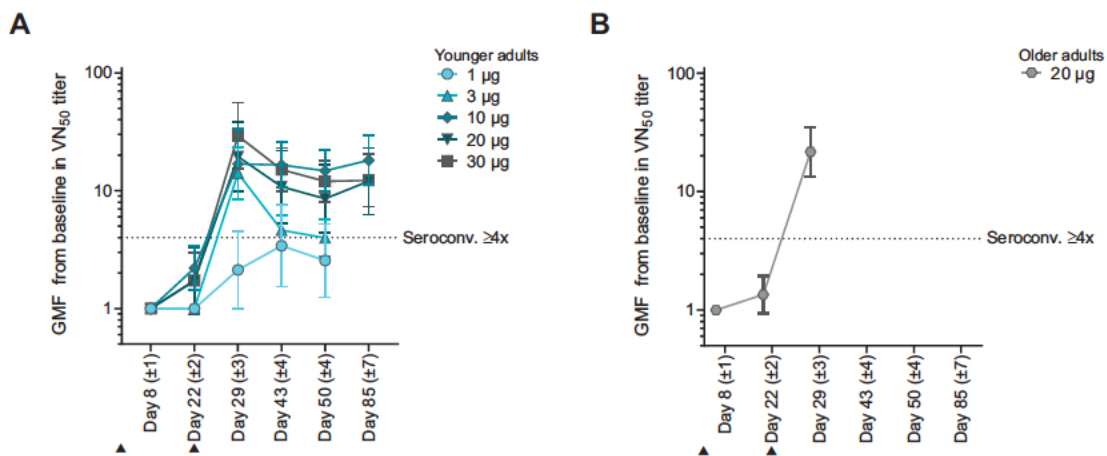 A
GMF from baseline in VN50 titer
100
10
1
Younger adults
1 µg
3 µg
10 µg
20 µg
30 µg
Seroconv. ≥4x
Day 8 (±1)
Day 22 (±2)
Day 29 (±3)
Day 43 (±4)
Day 50 (±4)
Day 85 (±7)
B
GMF from baseline in VN50 titer
100
10
1
Older adults
20 µg
Seroconv. ≥4x
Day 8 (±1)
Day 22 (±2)
Day 29 (±3)
Day 43 (±4)
Day 50 (±4)
Day 85 (±7)